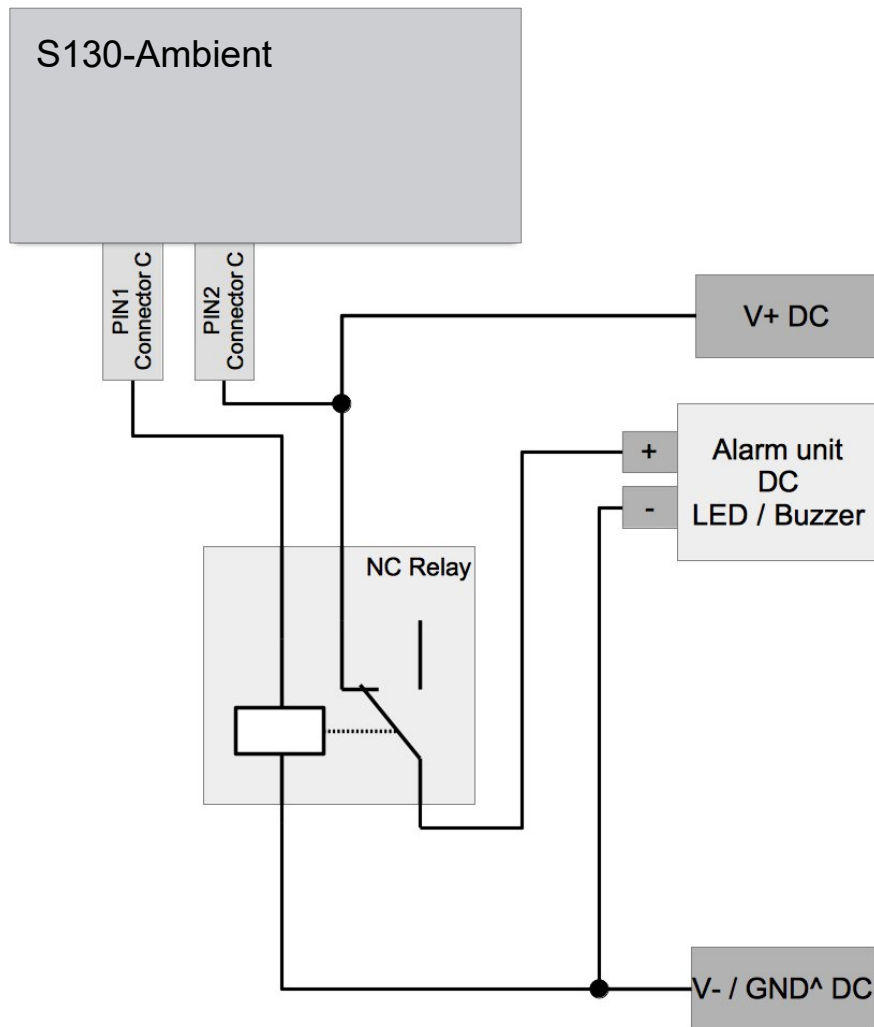 S130-Ambient
PIN1
Connector C
PIN2
Connector C
V+ DC
+
Alarm unit
DC
-
LED / Buzzer
NC Relay
V- / GND^ DC